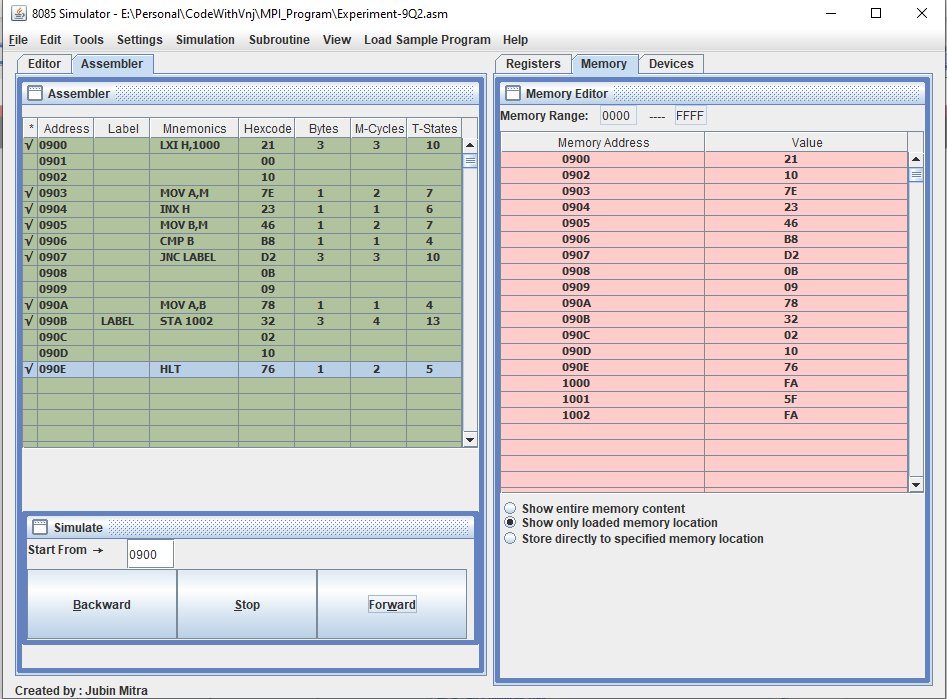 8085 Simulator - E:\Personal\CodeWithVnj\MPI_Program\Experiment-9Q2.asm
File Edit Tools Settings Simulation Subroutine View Load Sample Program Help
Editor Assembler
Assembler
* Address Label Mnemonics Hexcode Bytes M-Cycles T-States
√ 0900 LXI H,1000 21 3 3 10
0901 00
0902 10
√ 0903 MOV A,M 7E 1 2 7
√ 0904 INX H 23 1 1 6
√ 0905 MOV B,M 46 1 2 7
√ 0906 CMP B B8 1 1 4
√ 0907 JNC LABEL D2 3 3 10
0908 0B
0909 09
√ 090A MOV A,B 78 1 1 4
√ 090B LABEL STA 1002 32 3 4 13
090C 02
090D 10
√ 090E HLT 76 1 2 5
Simulate
Start From → 0900
Backward Stop Forward
Registers Memory Devices
Memory Editor
Memory Range: 0000 ---- FFFF
Memory Address Value
0900 21
0902 10
0903 7E
0904 23
0905 46
0906 B8
0907 D2
0908 0B
0909 09
090A 78
090B 32
090C 02
090D 10
090E 76
1000 FA
1001 5F
1002 FA
Show entire memory content
Show only loaded memory location
Store directly to specified memory location
Created by : Jubin Mitra